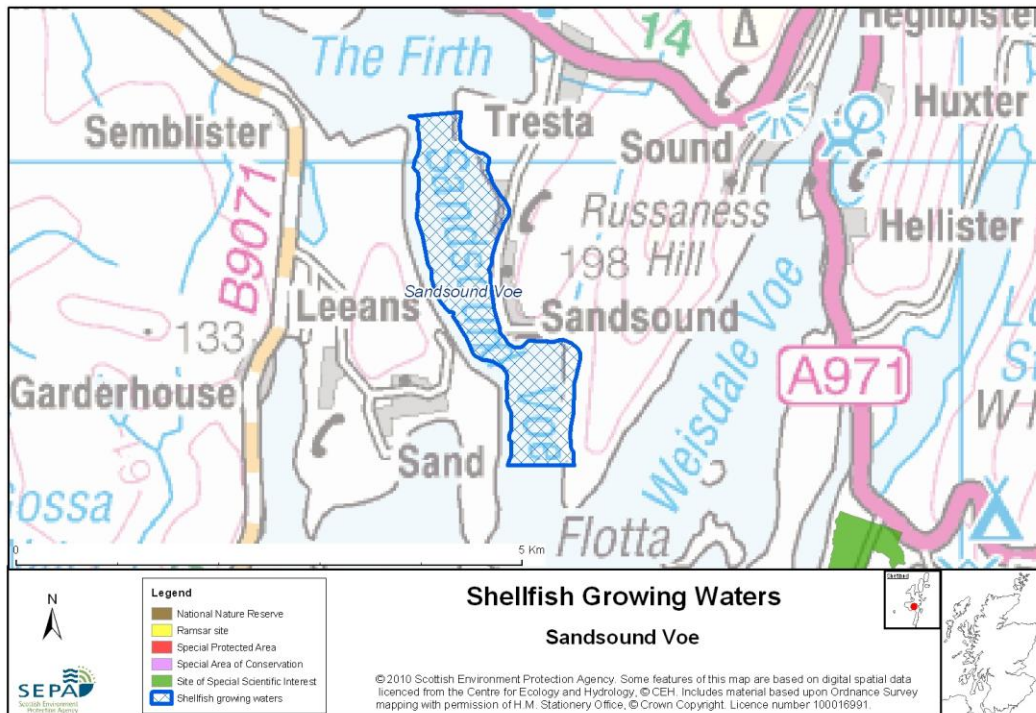 Heglibister
14
The Firth
Tresta
Semblister
Sound
Huxter
Russaness
Hellister
198 Hill
B9071
Sandsound Voe
Sandsound Voe
Leeans
Sandsound
133
Garderhouse
A971
Weisdale Voe
61
Sand
Flotta
0
5 Km
N
SEPA
Scottish Environment
Protection Agency
Legend
National Nature Reserve
Ramsar site
Special Protected Area
Special Area of Conservation
Site of Special Scientific Interest
Shellfish growing waters
Shellfish Growing Waters
Sandsound Voe
© 2010 Scottish Environment Protection Agency. Some features of this map are based on digital spatial data
licenced from the Centre for Ecology and Hydrology, © CEH. Includes material based upon Ordnance Survey
mapping with permission of H.M. Stationery Office, © Crown Copyright. Licence number 100016991.